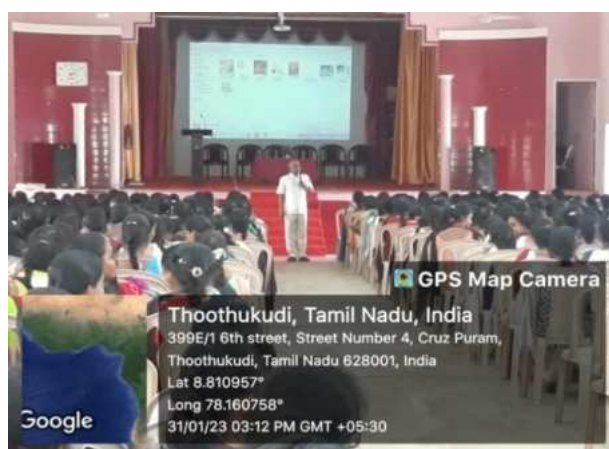 GPS Map Camera
Thoothukudi, Tamil Nadu, India
399E/1 6th street, Street Number 4, Cruz Puram,
Thoothukudi, Tamil Nadu 628001, India
Lat 8.810957°
Long 78.160758°
31/01/23 03:12 PM GMT +05:30
Google